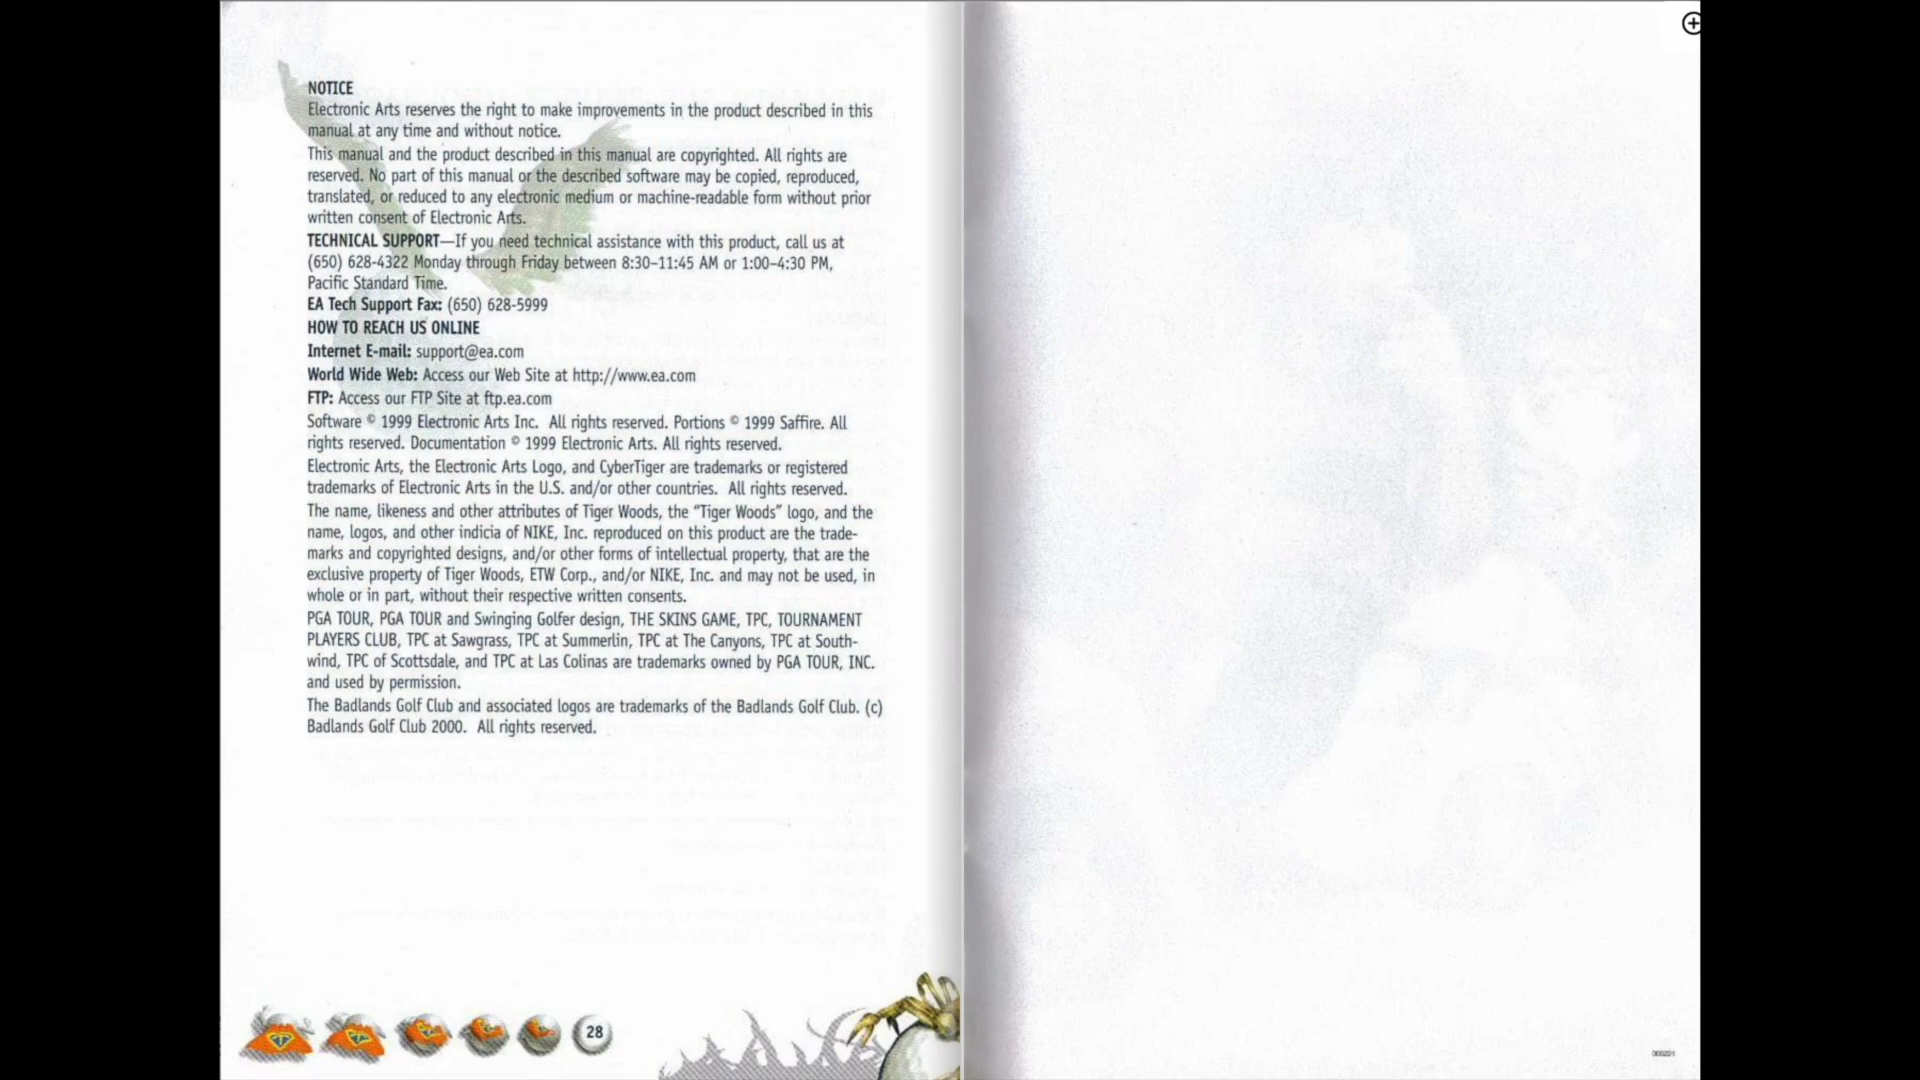 NOTICE
Electronic Arts reserves the right to make improvements in the product described in this
manual at any time and without notice.
This manual and the product described in this manual are copyrighted. All rights are
reserved. No part of this manual or the described software may be copied, reproduced,
translated, or reduced to any electronic medium or machine-readable form without prior
written consent of Electronic Arts.
TECHNICAL SUPPORT—If you need technical assistance with this product, call us at
(650) 628-4322 Monday through Friday between 8:30–11:45 AM or 1:00–4:30 PM,
Pacific Standard Time.
EA Tech Support Fax: (650) 628-5999
HOW TO REACH US ONLINE
Internet E-mail: support@ea.com
World Wide Web: Access our Web Site at http://www.ea.com
FTP: Access our FTP Site at ftp.ea.com
Software © 1999 Electronic Arts Inc. All rights reserved. Portions © 1999 Saffire. All
rights reserved. Documentation © 1999 Electronic Arts. All rights reserved.
Electronic Arts, the Electronic Arts Logo, and CyberTiger are trademarks or registered
trademarks of Electronic Arts in the U.S. and/or other countries. All rights reserved.
The name, likeness and other attributes of Tiger Woods, the “Tiger Woods” logo, and the
name, logos, and other indicia of NIKE, Inc. reproduced on this product are the trade-
marks and copyrighted designs, and/or other forms of intellectual property, that are the
exclusive property of Tiger Woods, ETW Corp., and/or NIKE, Inc. and may not be used, in
whole or in part, without their respective written consents.
PGA TOUR, PGA TOUR and Swinging Golfer design, THE SKINS GAME, TPC, TOURNAMENT
PLAYERS CLUB, TPC at Sawgrass, TPC at Summerlin, TPC at The Canyons, TPC at South-
wind, TPC of Scottsdale, and TPC at Las Colinas are trademarks owned by PGA TOUR, INC.
and used by permission.
The Badlands Golf Club and associated logos are trademarks of the Badlands Golf Club. (c)
Badlands Golf Club 2000. All rights reserved.
28